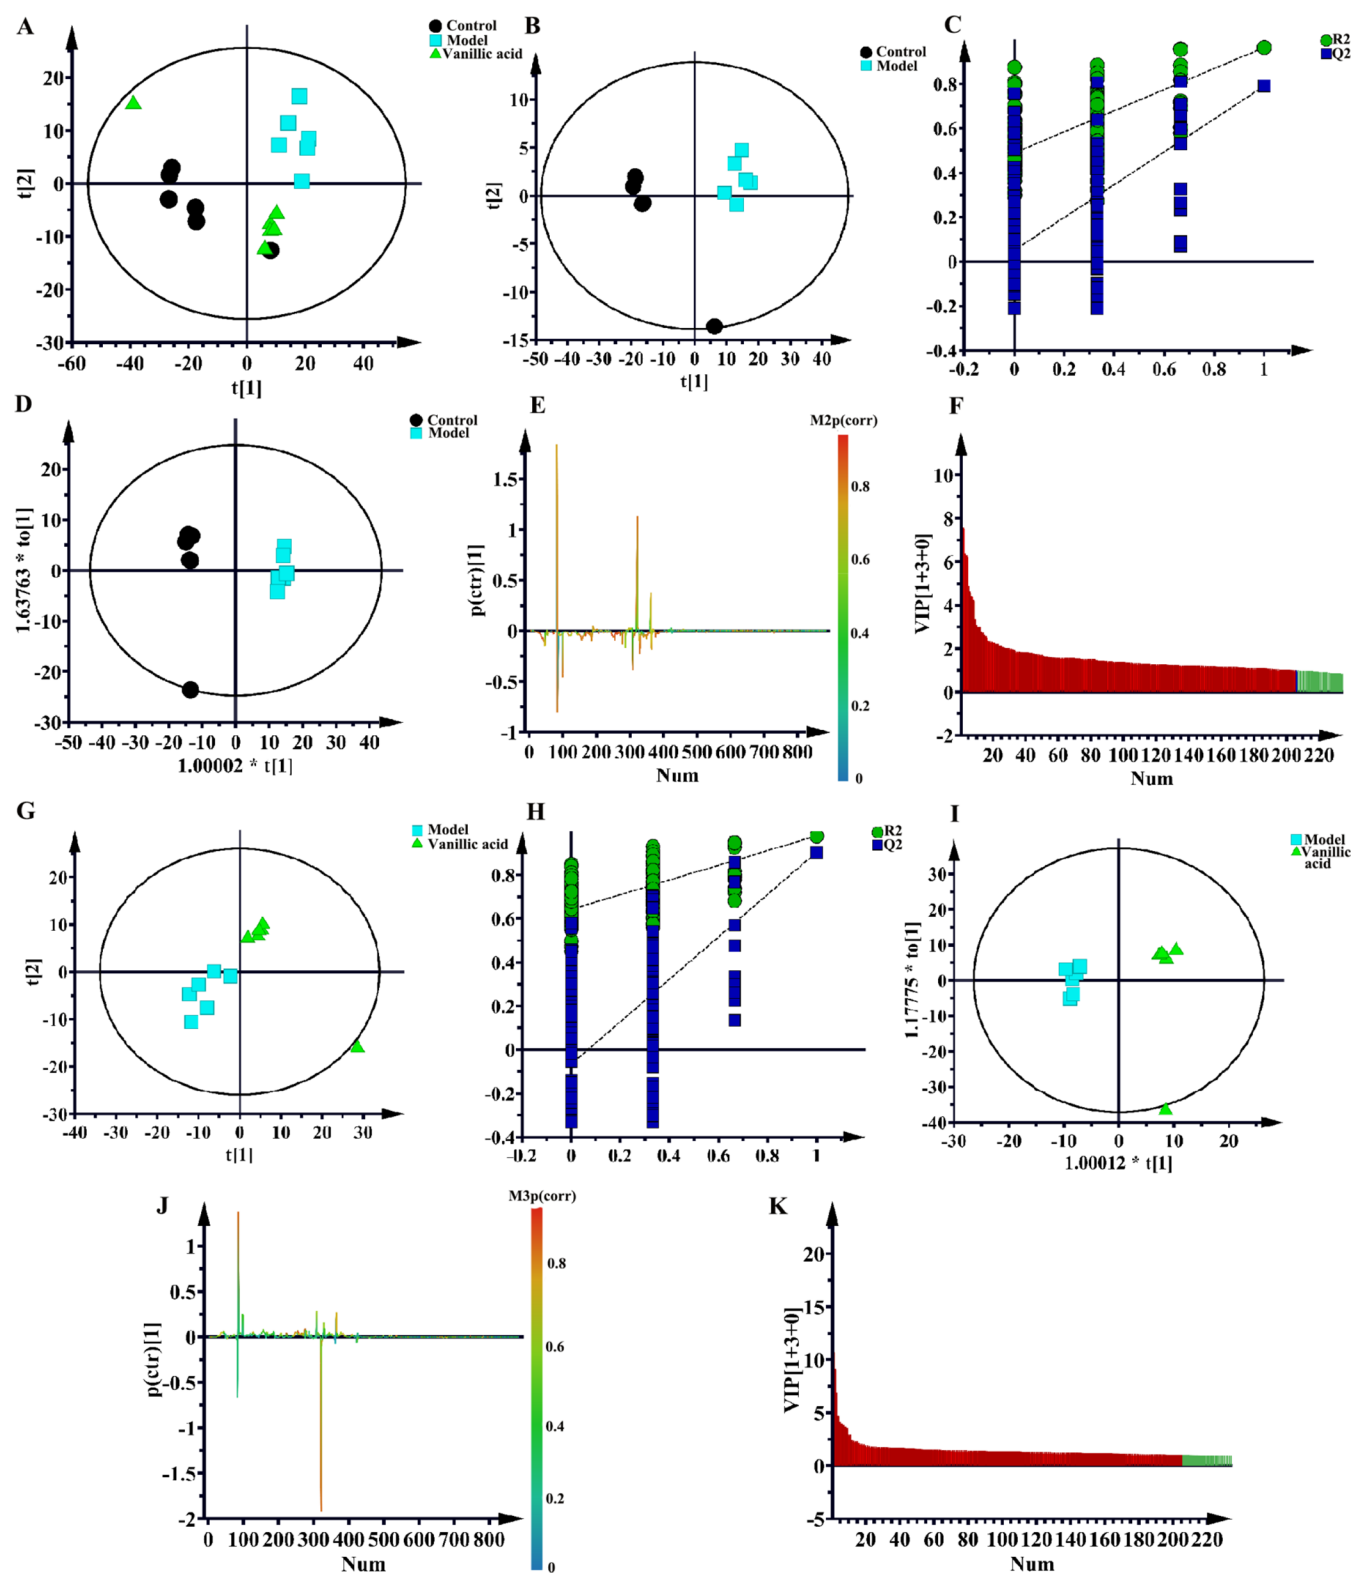 A
Control
Model
Vanillic acid
20
10
0
-10
-20
-30
t[2]
-60 -40 -20 0 20 40
t[1]
B
Control
Model
10
5
0
-5
-10
-15
t[2]
-50 -40 -30 -20 -10 0 10 20 30 40
t[1]
C
R2
Q2
0.8
0.6
0.4
0.2
0
-0.2
-0.4
-0.2 0 0.2 0.4 0.6 0.8 1
D
Control
Model
20
10
0
-10
-20
-30
1.63763 * to[1]
-50 -40 -30 -20 -10 0 10 20 30 40
1.00002 * t[1]
E
M2p(corr)
1.5
1
0.5
0
-0.5
-1
p(ctr)[1]
0 100 200 300 400 500 600 700 800
Num
0.8
0.6
0.4
0.2
0
F
10
8
6
4
2
0
-2
VIP[1+3+0]
20 40 60 80 100 120 140 160 180 200 220
Num
G
Model
Vanillic acid
20
10
0
-10
-20
-30
t[2]
-40 -30 -20 -10 0 10 20 30
t[1]
H
R2
Q2
0.8
0.6
0.4
0.2
0
-0.2
-0.4
-0.2 0 0.2 0.4 0.6 0.8 1
I
Model
Vanillic
acid
30
20
10
0
-10
-20
-30
-40
1.17775 * to[1]
-30 -20 -10 0 10 20
1.00012 * t[1]
J
M3p(corr)
1
0.5
0
-0.5
-1
-1.5
-2
p(ctr)[1]
0 100 200 300 400 500 600 700 800
Num
0.8
0.6
0.4
0.2
0
K
20
15
10
5
0
-5
VIP[1+3+0]
20 40 60 80 100 120 140 160 180 200 220
Num